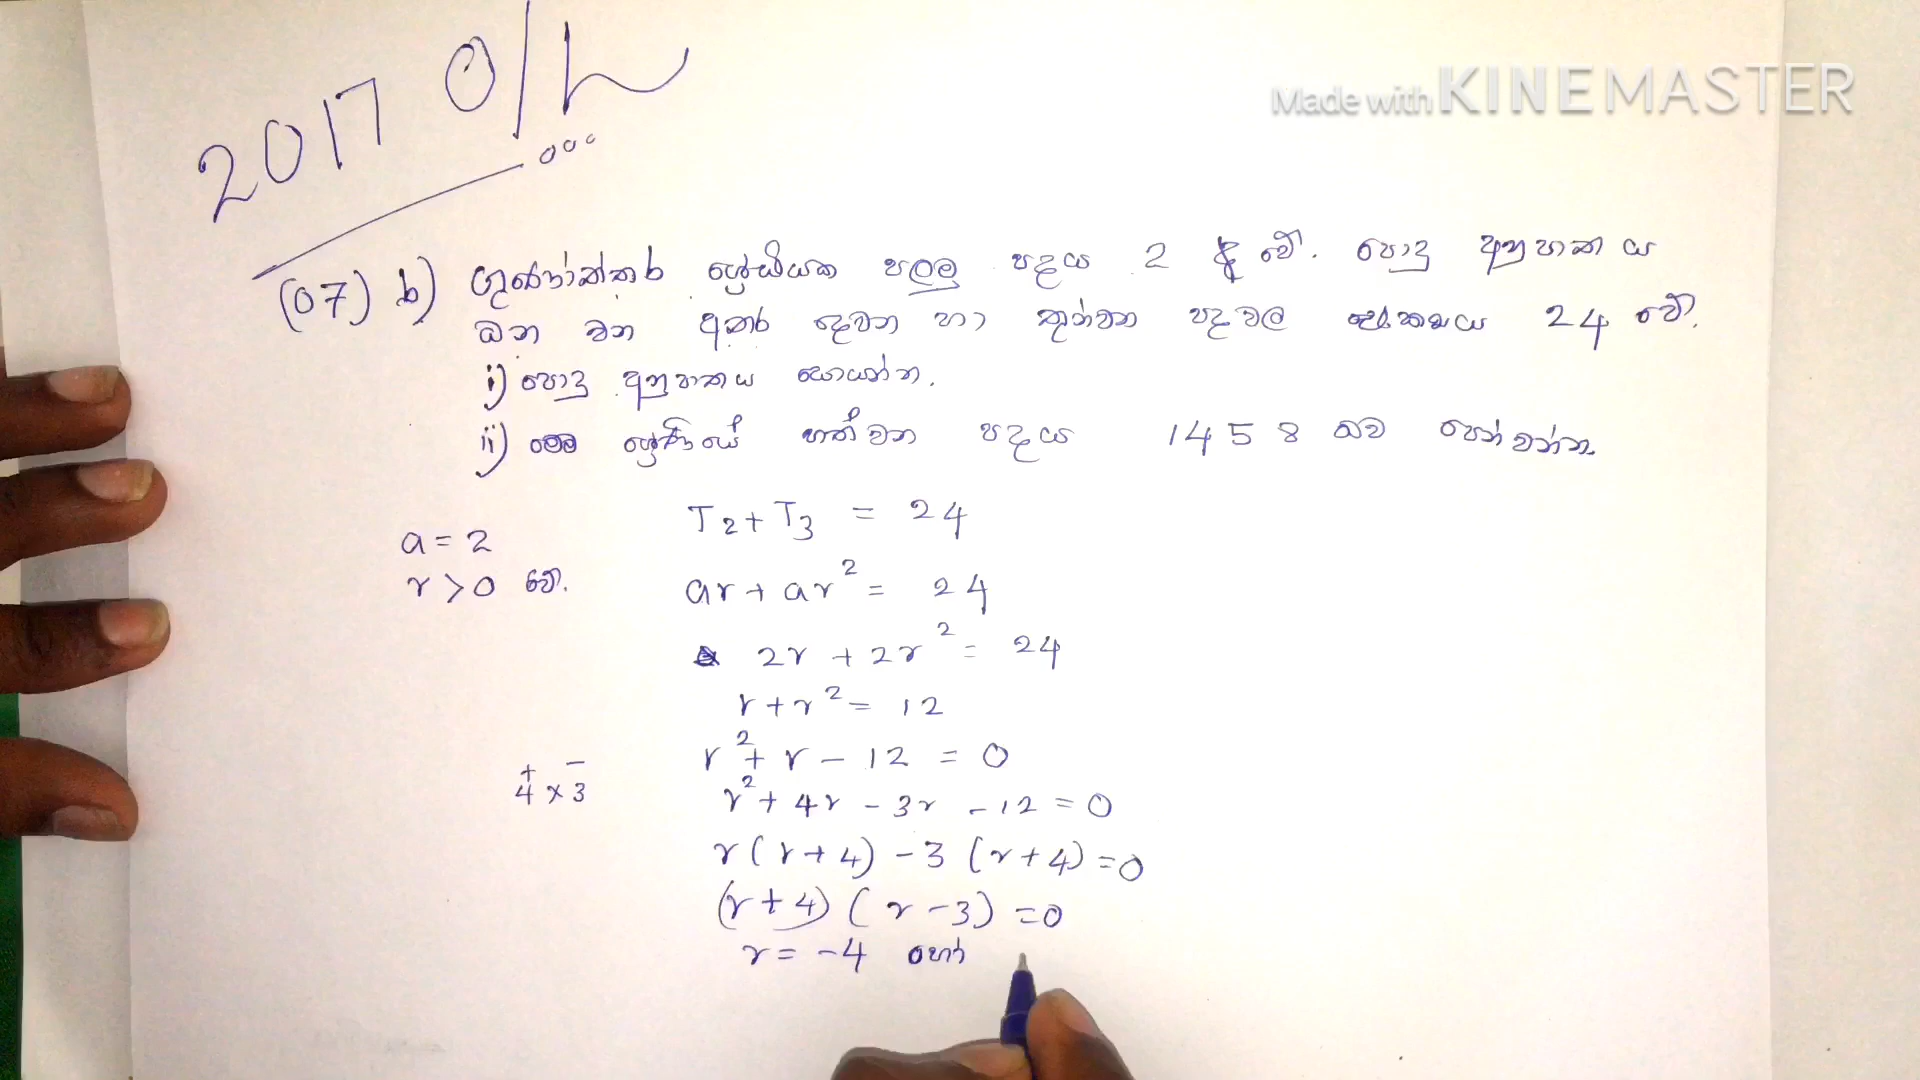 2017 O/L
Made with KINEMASTER
(07) b) ගුණෝත්තර ශ්‍රේඪියක පලමු පදය 2 වේ. පොදු අනුපාතය
ධන වන අතර දෙවන හා තුන්වන පදවල ඓක්‍යය 24 වේ.
i) පොදු අනුපාතය සොයන්න.
ii) මෙම ශ්‍රේණියේ හත්වන පදය 1458 බව පෙන්වන්න.
T₂ + T₃ = 24
a = 2
r > 0 වේ.
ar + ar² = 24
2r + 2r² = 24
r + r² = 12
r² + r - 12 = 0
+ -
4 × 3
r² + 4r - 3r - 12 = 0
r (r + 4) - 3 (r + 4) = 0
(r + 4) (r - 3) = 0
r = -4 හෝ